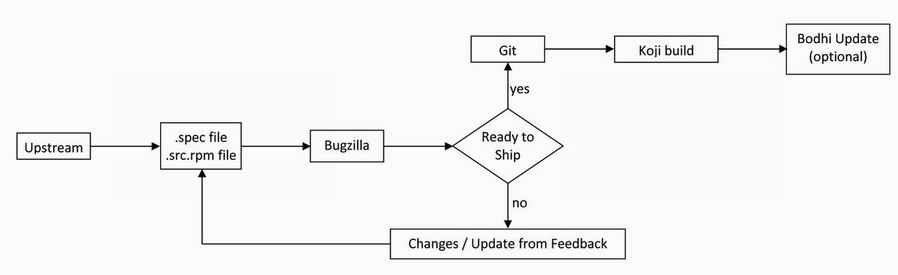 Git
Koji build
Bodhi Update
(optional)
yes
Upstream
.spec file
.src.rpm file
Bugzilla
Ready to
Ship
no
Changes / Update from Feedback